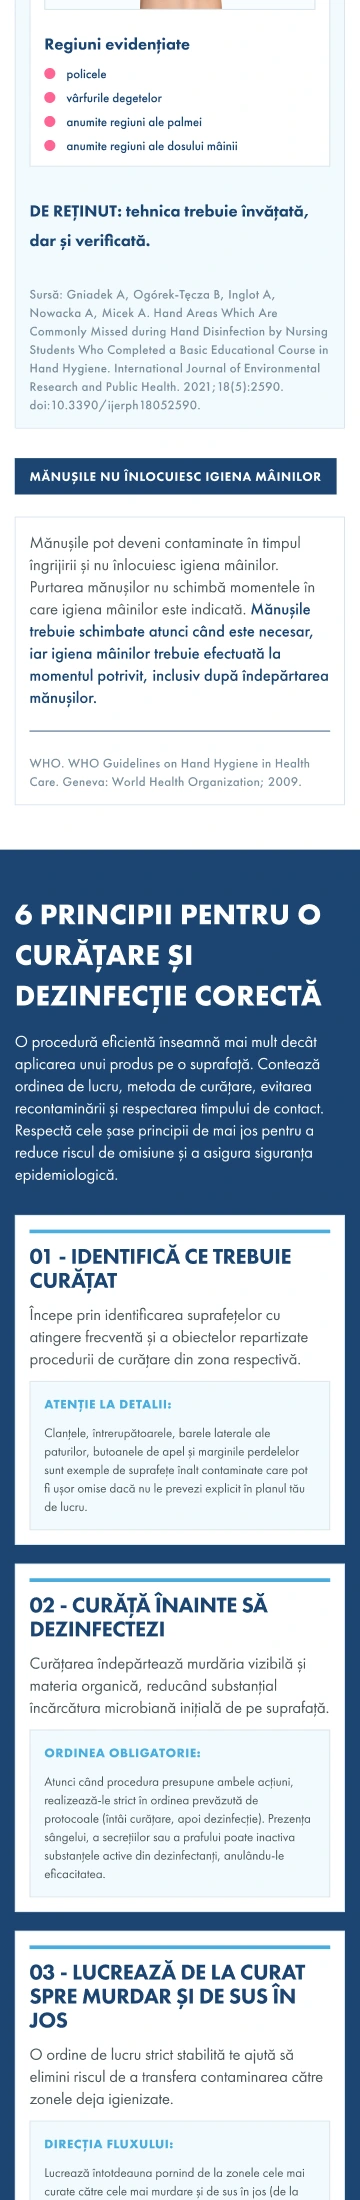 Regiuni evidențiate
policele
vârfurile degetelor
anumite regiuni ale palmei
anumite regiuni ale dosului mâinii
DE REȚINUT: tehnica trebuie învățată,
dar și verificată.
Sursă: Gniadek A, Ogórek-Tęcza B, Inglot A,
Nowacka A, Micek A. Hand Areas Which Are
Commonly Missed during Hand Disinfection by Nursing
Students Who Completed a Basic Educational Course in
Hand Hygiene. International Journal of Environmental
Research and Public Health. 2021;18(5):2590.
doi:10.3390/ijerph18052590.
MĂNUȘILE NU ÎNLOCUIESC IGIENA MÂINILOR
Mănușile pot deveni contaminate în timpul
îngrijirii și nu înlocuiesc igiena mâinilor.
Purtarea mănușilor nu schimbă momentele în
care igiena mâinilor este indicată. Mănușile
trebuie schimbate atunci când este necesar,
iar igiena mâinilor trebuie efectuată la
momentul potrivit, inclusiv după îndepărtarea
mănușilor.
WHO. WHO Guidelines on Hand Hygiene in Health
Care. Geneva: World Health Organization; 2009.
6 PRINCIPII PENTRU O
CURĂȚARE ȘI
DEZINFECȚIE CORECTĂ
O procedură eficientă înseamnă mai mult decât
aplicarea unui produs pe o suprafață. Contează
ordinea de lucru, metoda de curățare, evitarea
recontaminării și respectarea timpului de contact.
Respectă cele șase principii de mai jos pentru a
reduce riscul de omisiune și a asigura siguranța
epidemiologică.
01 - IDENTIFICĂ CE TREBUIE
CURĂȚAT
Începe prin identificarea suprafețelor cu
atingere frecventă și a obiectelor repartizate
procedurii de curățare din zona respectivă.
ATENȚIE LA DETALII:
Clanțele, întrerupătoarele, barele laterale ale
paturilor, butoanele de apel și marginile perdelelor
sunt exemple de suprafețe înalt contaminate care pot
fi ușor omise dacă nu le prevezi explicit în planul tău
de lucru.
02 - CURĂȚĂ ÎNAINTE SĂ
DEZINFECTEZI
Curățarea îndepărtează murdăria vizibilă și
materia organică, reducând substanțial
încărcătura microbiană inițială de pe suprafață.
ORDINEA OBLIGATORIE:
Atunci când procedura presupune ambele acțiuni,
realizează-le strict în ordinea prevăzută de
protocoale (întâi curățare, apoi dezinfecție). Prezența
sângelui, a secrețiilor sau a prafului poate inactiva
substanțele active din dezinfectanți, anulându-le
eficacitatea.
03 - LUCREAZĂ DE LA CURAT
SPRE MURDAR ȘI DE SUS ÎN
JOS
O ordine de lucru strict stabilită te ajută să
elimini riscul de a transfera contaminarea către
zonele deja igienizate.
DIRECȚIA FLUXULUI:
Lucrează întotdeauna pornind de la zonele cele mai
curate către cele mai murdare și de sus în jos (de la